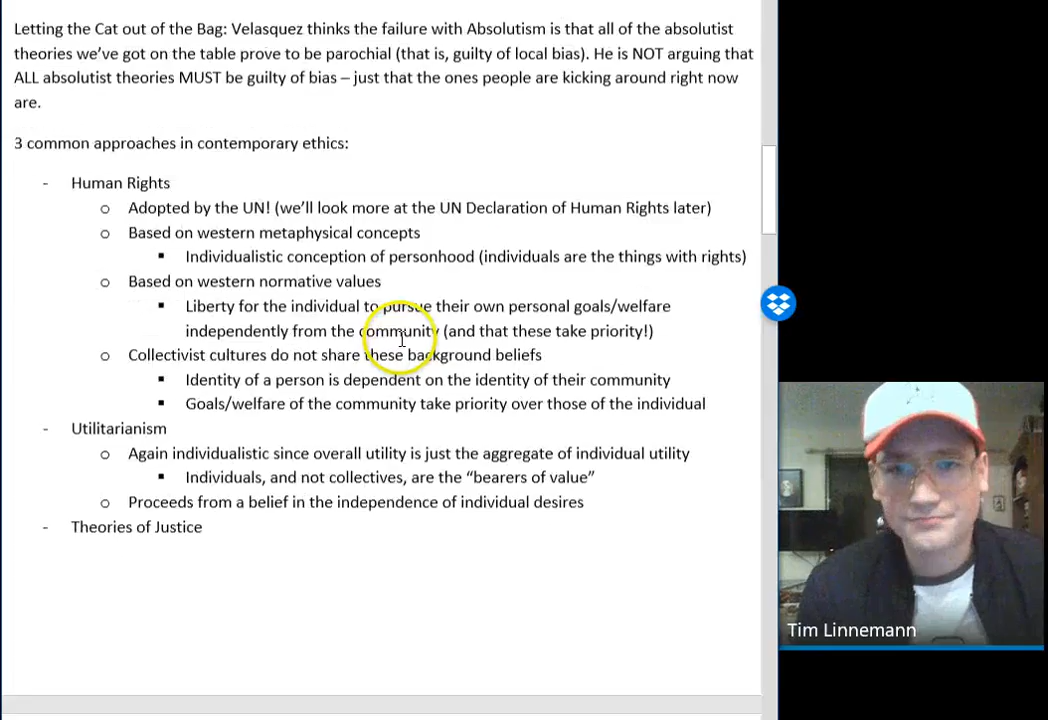 Letting the Cat out of the Bag: Velasquez thinks the failure with Absolutism is that all of the absolutist
theories we've got on the table prove to be parochial (that is, guilty of local bias). He is NOT arguing that
ALL absolutist theories MUST be guilty of bias – just that the ones people are kicking around right now
are.
3 common approaches in contemporary ethics:
- Human Rights
o Adopted by the UN! (we'll look more at the UN Declaration of Human Rights later)
o Based on western metaphysical concepts
▪ Individualistic conception of personhood (individuals are the things with rights)
o Based on western normative values
▪ Liberty for the individual to pursue their own personal goals/welfare
independently from the community (and that these take priority!)
o Collectivist cultures do not share these background beliefs
▪ Identity of a person is dependent on the identity of their community
▪ Goals/welfare of the community take priority over those of the individual
- Utilitarianism
o Again individualistic since overall utility is just the aggregate of individual utility
▪ Individuals, and not collectives, are the "bearers of value"
o Proceeds from a belief in the independence of individual desires
- Theories of Justice
Tim Linnemann